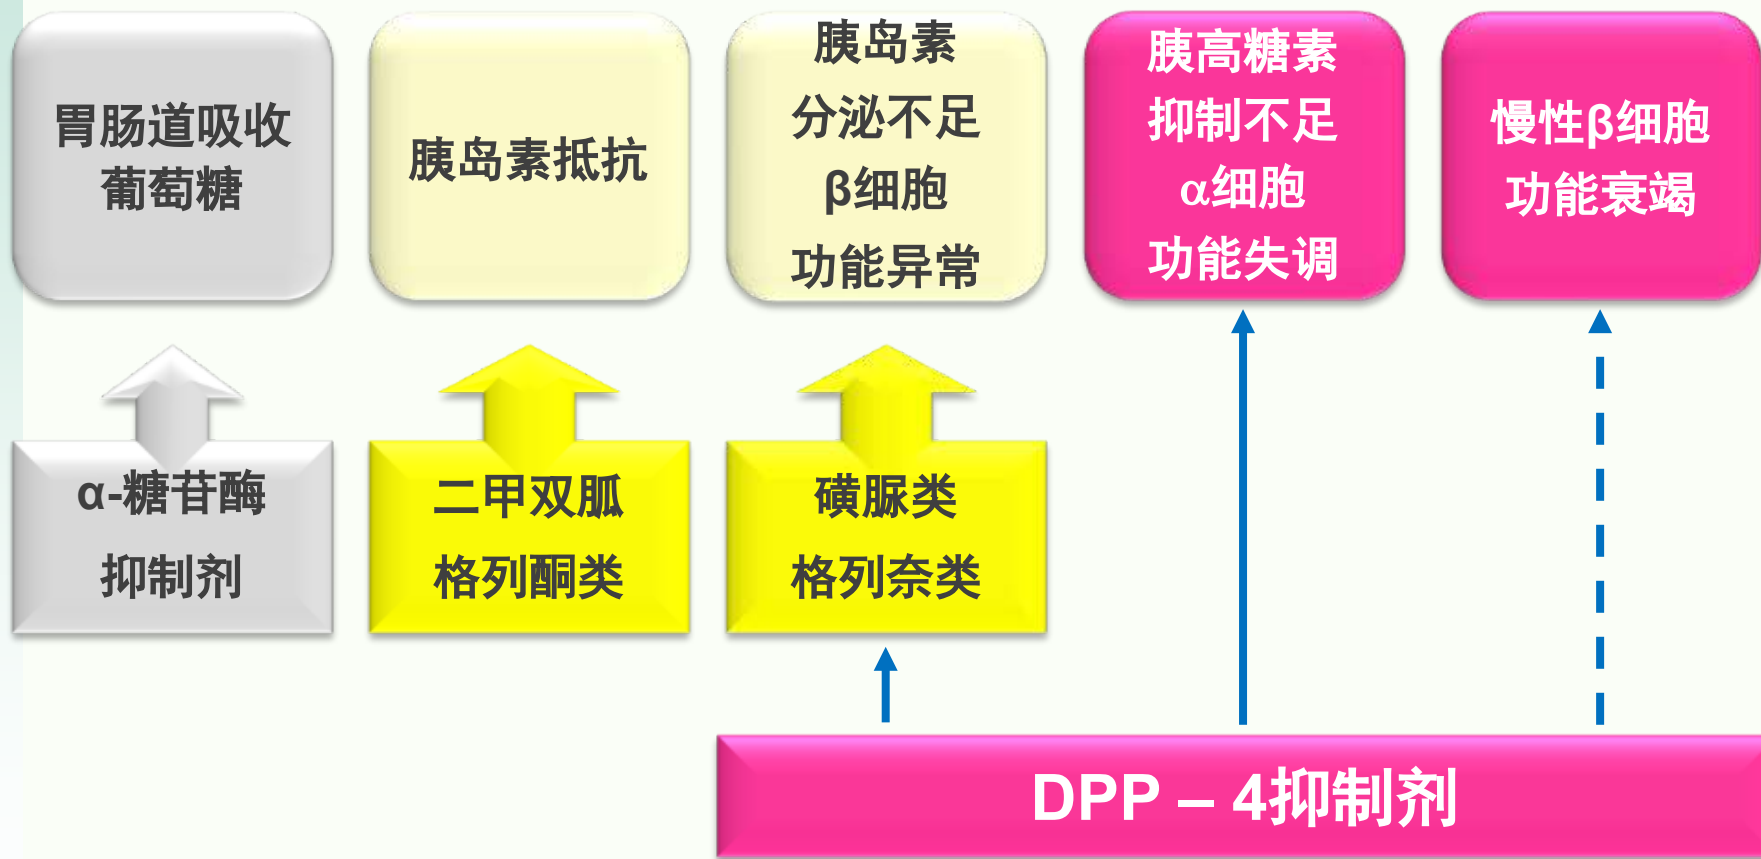 胃肠道吸收
葡萄糖
胰岛素抵抗
胰岛素
分泌不足
β细胞
功能异常
胰高糖素
抑制不足
α细胞
功能失调
慢性β细胞
功能衰竭
α-糖苷酶
抑制剂
二甲双胍
格列酮类
磺脲类
格列奈类
DPP – 4抑制剂